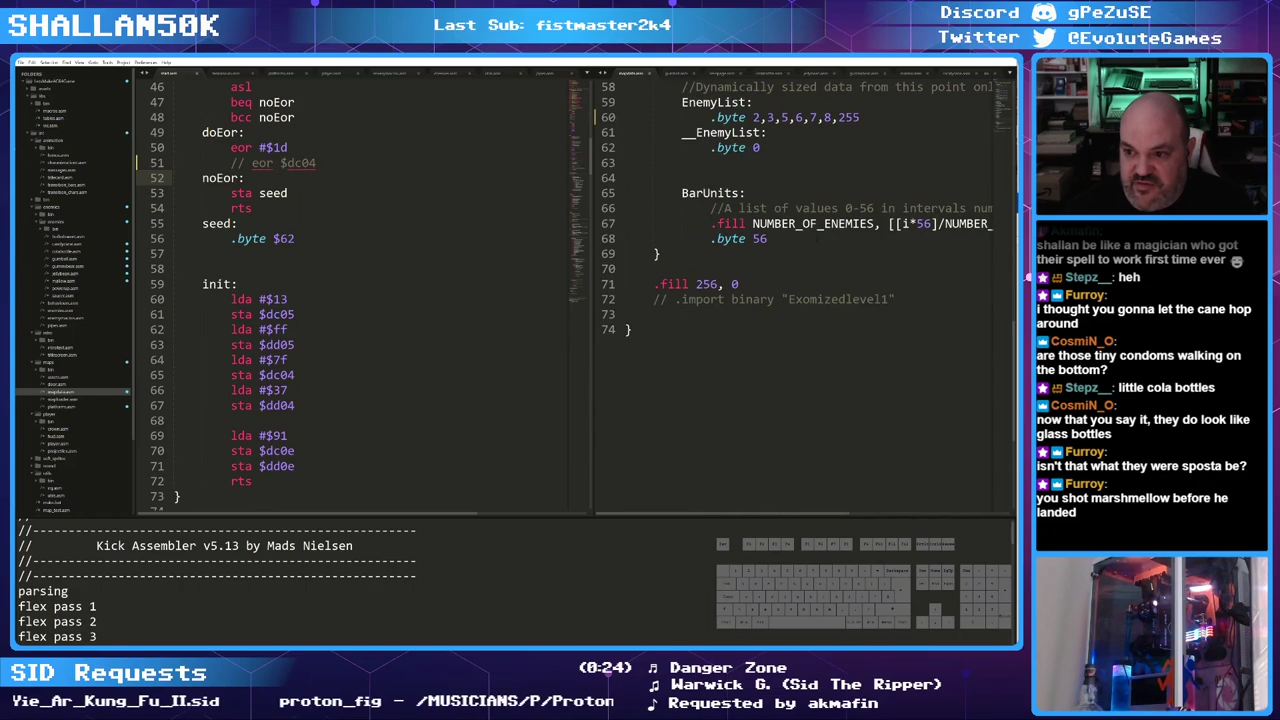 SHALLAN50K
Last Sub: fistmaster2k4
Discord gPeZuSE
Twitter @EvoluteGames
FOLDERS
46 asl
47 beq noEor
48 bcc noEor
49 doEor:
50 eor #$1d
51 // eor $dc04
52 noEor:
53 sta seed
54 rts
55 seed:
56 .byte $62
57
58
59 init:
60 lda #$13
61 sta $dc05
62 lda #$ff
63 sta $dd05
64 lda #$7f
65 sta $dc04
66 lda #$37
67 sta $dd04
68
69 lda #$91
70 sta $dc0e
71 sta $dd0e
72 rts
73 }
58 //Dynamically sized data from this point onl
59 EnemyList:
60 .byte 2,3,5,6,7,8,255
61 __EnemyList:
62 .byte 0
63
64
65 BarUnits:
66 //A list of values 0-56 in intervals num
67 .fill NUMBER_OF_ENEMIES, [[i*56]/NUMBER_
68 .byte 56
69 }
70
71 .fill 256, 0
72 // .import binary "Exomizedlevel1"
73
74 }
//------------------------------------------------------
// Kick Assembler v5.13 by Mads Nielsen
//------------------------------------------------------
//------------------------------------------------------
parsing
flex pass 1
flex pass 2
flex pass 3
Akmafin:
shallan be like a magician who got
their spell to work first time ever
Stepz__: heh
Furroy:
i thought you gonna let the cane hop
around
CosmiN_O:
are those tiny condoms walking on
the bottom?
Stepz__: little cola bottles
CosmiN_O:
now that you say it, they do look like
glass bottles
Furroy:
isn't that what they were sposta be?
Furroy:
you shot marshmellow before he
landed
SID Requests
(0:24) Danger Zone
Warwick G. (Sid The Ripper)
Requested by akmafin
Yie_Ar_Kung_Fu_II.sid
proton_fig - /MUSICIANS/P/Proton